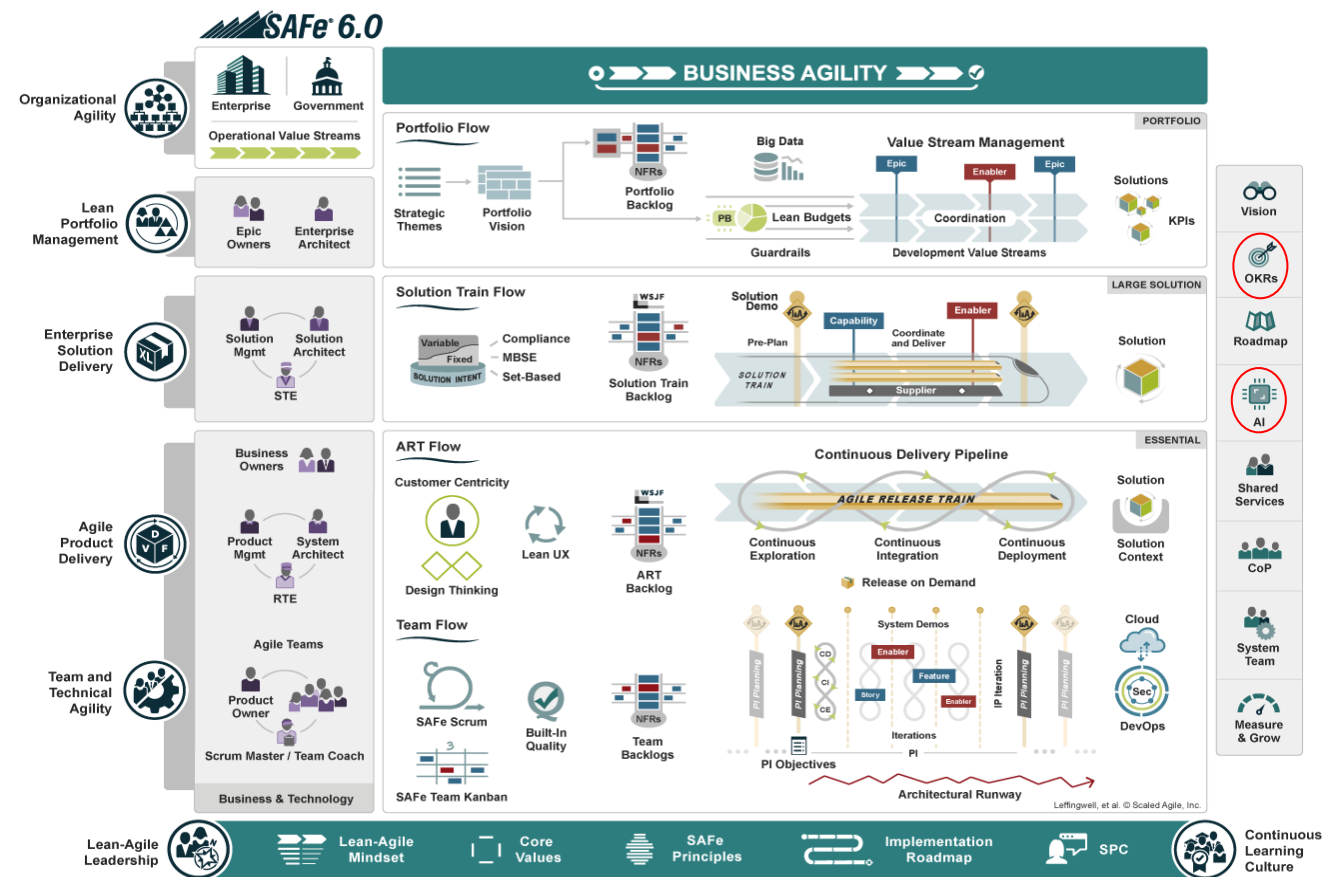 SAFe® 6.0
Organizational
Agility
Enterprise
Government
Operational Value Streams
BUSINESS AGILITY
Lean
Portfolio
Management
Epic
Owners
Enterprise
Architect
Portfolio Flow
PORTFOLIO
Strategic
Themes
Portfolio
Vision
NFRs
Portfolio
Backlog
Big Data
PB
Lean Budgets
Guardrails
Value Stream Management
Epic
Enabler
Epic
Coordination
Development Value Streams
Solutions
KPIs
Enterprise
Solution
Delivery
XL
Solution
Mgmt
Solution
Architect
STE
Solution Train Flow
LARGE SOLUTION
Variable
Fixed
SOLUTION INTENT
Compliance
MBSE
Set-Based
WSJF
NFRs
Solution Train
Backlog
Solution
Demo
I&A
Pre-Plan
Capability
Coordinate
and Deliver
Enabler
I&A
SOLUTION
TRAIN
Supplier
Solution
Agile
Product
Delivery
D
V
F
Business
Owners
Product
Mgmt
System
Architect
RTE
ART Flow
ESSENTIAL
Customer Centricity
Design Thinking
Lean UX
WSJF
NFRs
ART
Backlog
Continuous Delivery Pipeline
AGILE RELEASE TRAIN
Continuous
Exploration
Continuous
Integration
Continuous
Deployment
Release on Demand
Solution
Solution
Context
Team and
Technical
Agility
Agile Teams
Product
Owner
Scrum Master / Team Coach
Business & Technology
Team Flow
SAFe Scrum
3
SAFe Team Kanban
Built-In
Quality
NFRs
Team
Backlogs
I&A
I&A
System Demos
I&A
I&A
PI Planning
PI Planning
CD
CI
CE
Enabler
Story
Feature
Enabler
IP Iteration
PI Planning
PI Planning
Iterations
PI
PI Objectives
Architectural Runway
Cloud
Sec
DevOps
Leffingwell, et al. © Scaled Agile, Inc.
Vision
OKRs
Roadmap
AI
Shared
Services
CoP
System
Team
Measure
& Grow
Lean-Agile
Leadership
Lean-Agile
Mindset
Core
Values
SAFe
Principles
Implementation
Roadmap
SPC
Continuous
Learning
Culture